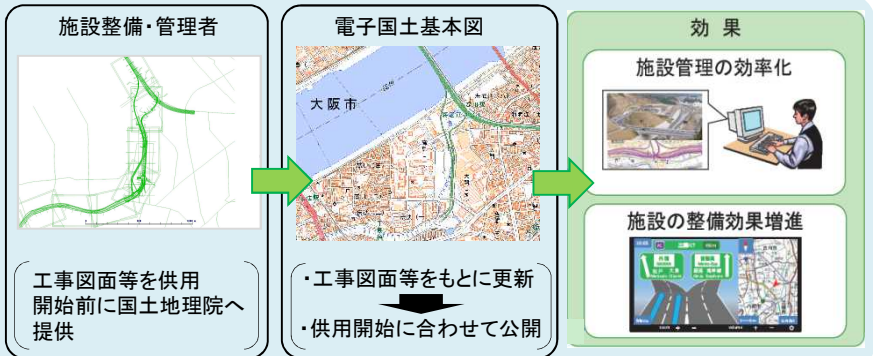 施設整備・管理者
工事図面等を供用
開始前に国土地理院へ
提供
電子国土基本図
大阪市
・工事図面等をもとに更新
・供用開始に合わせて公開
効 果
施設管理の効率化
施設の整備効果増進